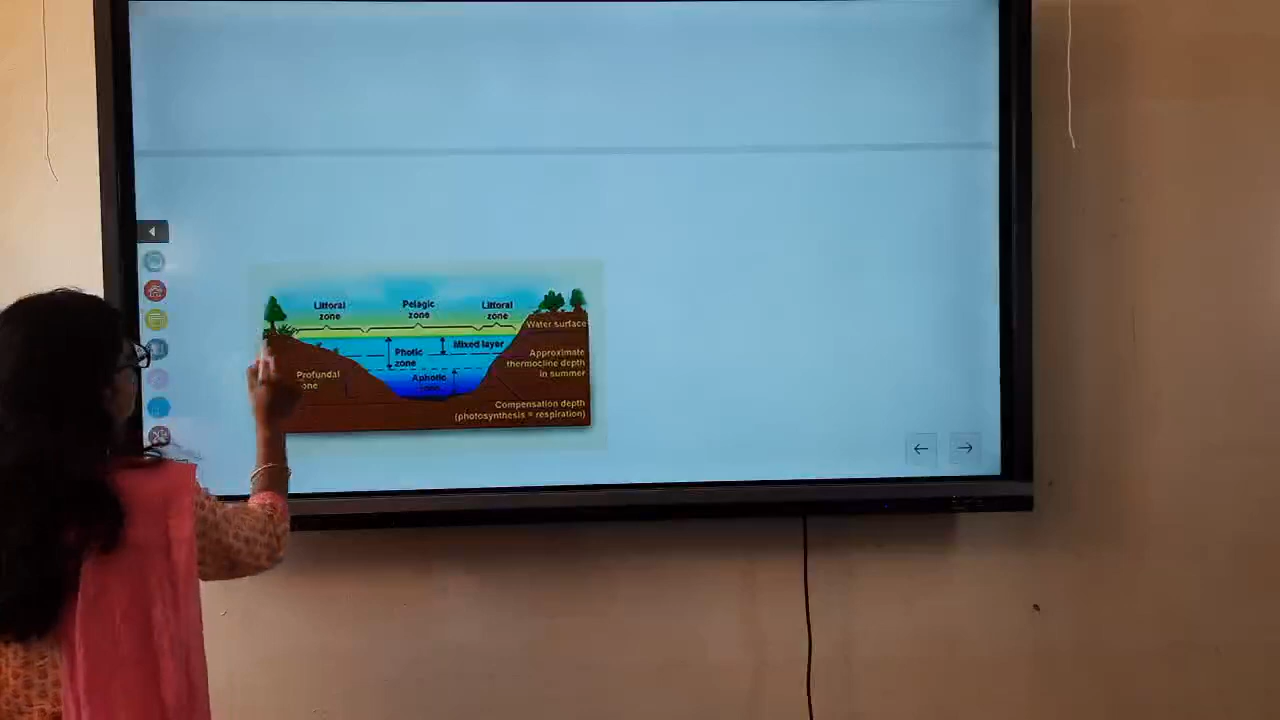 Littoral
zone
Pelagic
zone
Littoral
zone
Water surface
Photic
zone
Mixed layer
Approximate
thermocline depth
in summer
Profundal
Aphotic
Compensation depth
(photosynthesis = respiration)